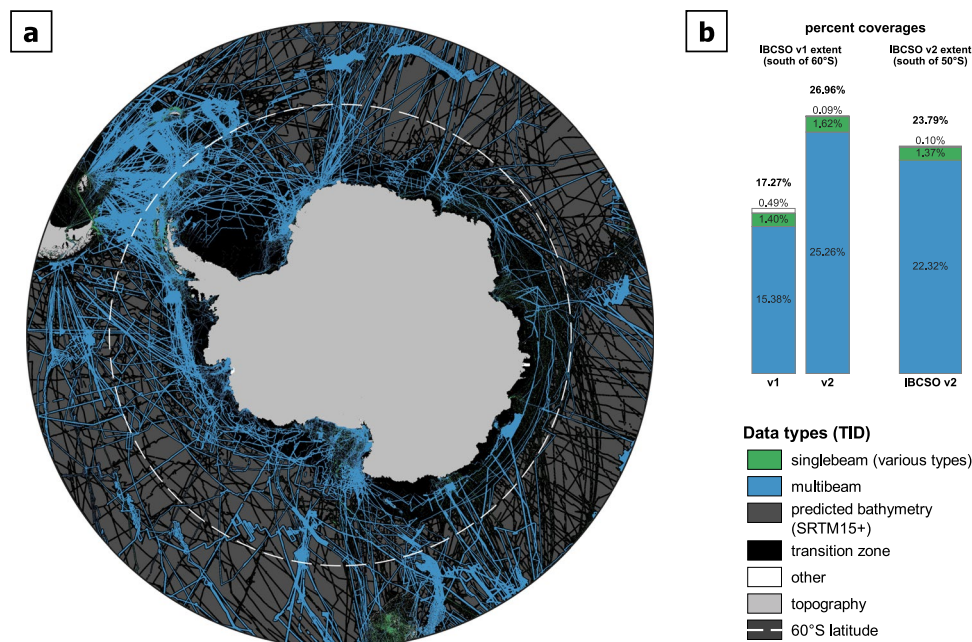 a
b
percent coverages
IBCSO v1 extent
(south of 60°S)
IBCSO v2 extent
(south of 50°S)
26.96%
0.09%
1.62%
23.79%
0.10%
1.37%
17.27%
0.49%
1.40%
25.26%
22.32%
15.38%
v1
v2
IBCSO v2
Data types (TID)
singlebeam (various types)
multibeam
predicted bathymetry
(SRTM15+)
transition zone
other
topography
60°S latitude